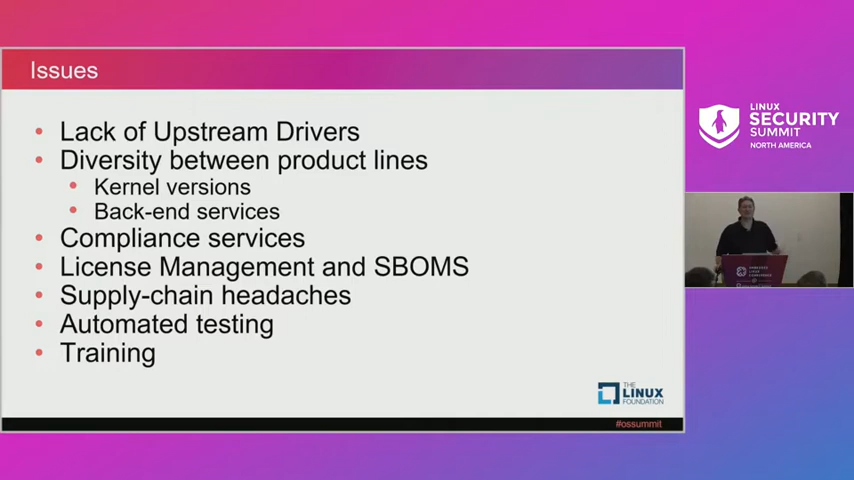 Issues
• Lack of Upstream Drivers
• Diversity between product lines
• Kernel versions
• Back-end services
• Compliance services
• License Management and SBOMS
• Supply-chain headaches
• Automated testing
• Training
THE
LINUX
FOUNDATION
#ossummit
LINUX
SECURITY
SUMMIT
NORTH AMERICA